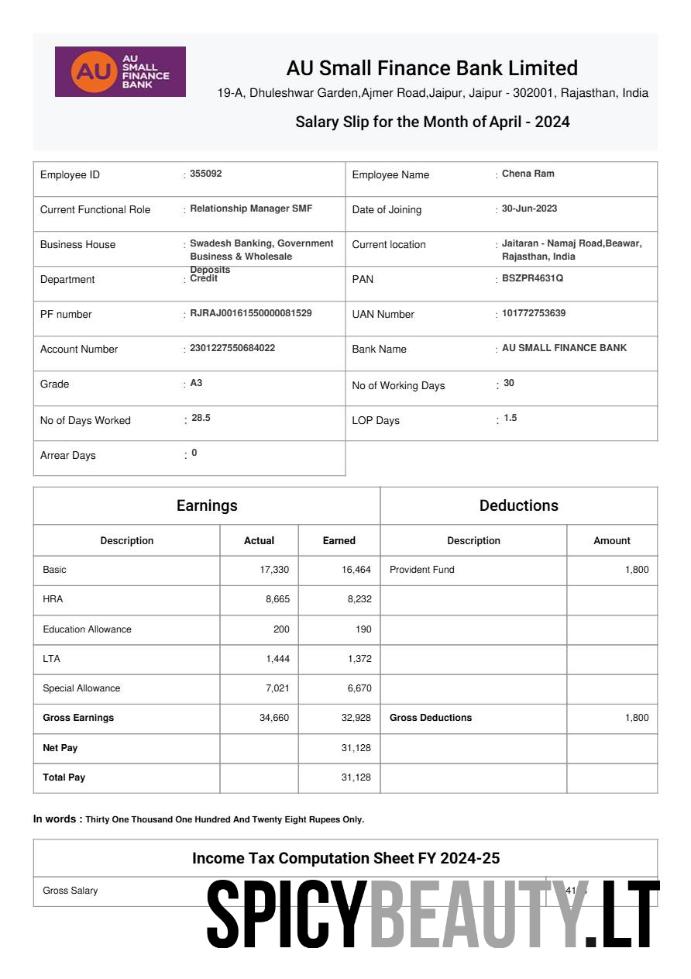 AU
AU
SMALL
FINANCE
BANK
AU Small Finance Bank Limited
19-A, Dhuleshwar Garden,Ajmer Road,Jaipur, Jaipur - 302001, Rajasthan, India
Salary Slip for the Month of April - 2024
Employee ID : 355092 Employee Name : Chena Ram
Current Functional Role : Relationship Manager SMF Date of Joining : 30-Jun-2023
Business House : Swadesh Banking, Government Current location : Jaitaran - Namaj Road,Beawar,
Business & Wholesale Rajasthan, India
Deposits
Department : Credit PAN : BSZPR4631Q
PF number : RJRAJ00161550000081529 UAN Number : 101772753639
Account Number : 2301227550684022 Bank Name : AU SMALL FINANCE BANK
Grade : A3 No of Working Days : 30
No of Days Worked : 28.5 LOP Days : 1.5
Arrear Days : 0
Earnings Deductions
Description Actual Earned Description Amount
Basic 17,330 16,464 Provident Fund 1,800
HRA 8,665 8,232
Education Allowance 200 190
LTA 1,444 1,372
Special Allowance 7,021 6,670
Gross Earnings 34,660 32,928 Gross Deductions 1,800
Net Pay 31,128
Total Pay 31,128
In words : Thirty One Thousand One Hundred And Twenty Eight Rupees Only.
Income Tax Computation Sheet FY 2024-25
Gross Salary
SPICYBEAUTY.LT